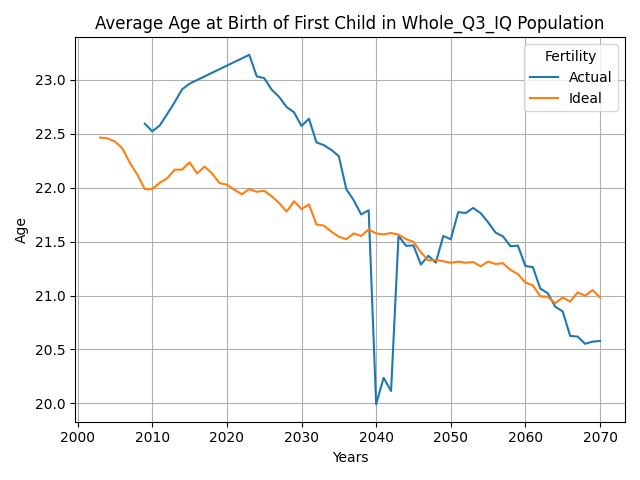 Average Age at Birth of First Child in Whole_Q3_IQ Population
Fertility
Actual
Ideal
23.0
22.5
22.0
21.5
21.0
20.5
20.0
Age
2000
2010
2020
2030
2040
2050
2060
2070
Years